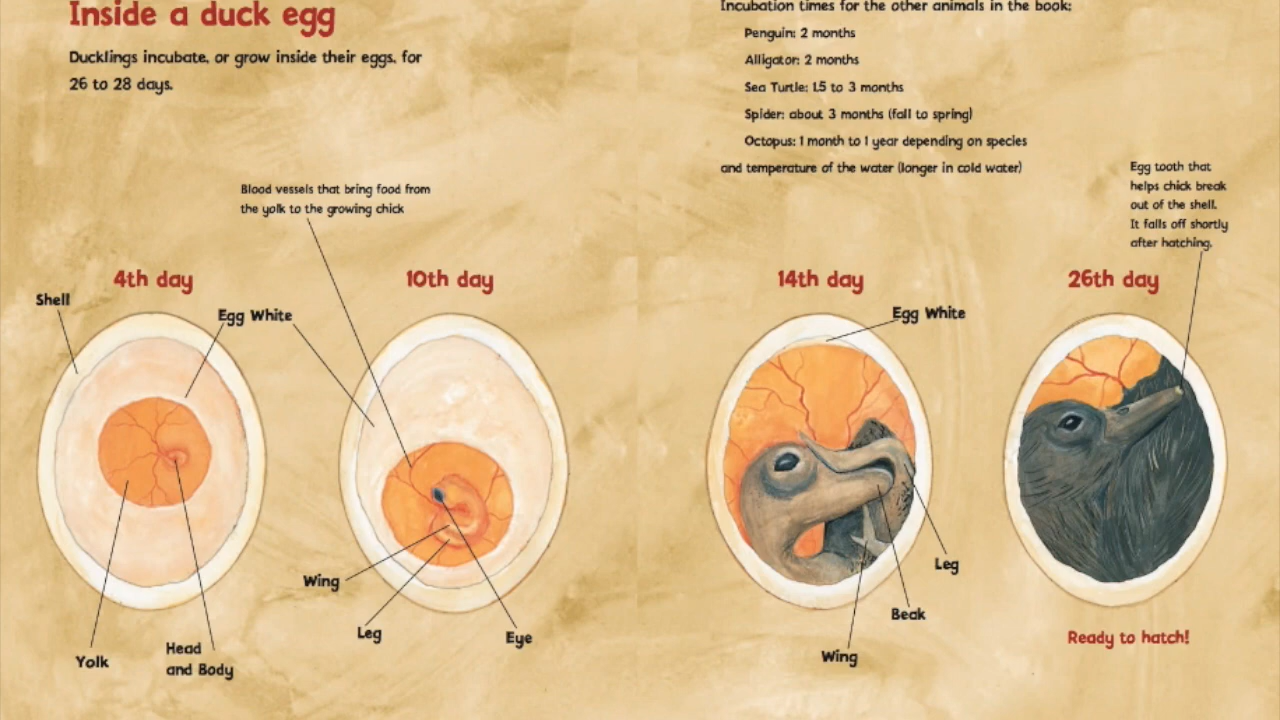 Inside a duck egg
Ducklings incubate, or grow inside their eggs, for
26 to 28 days.
Incubation times for the other animals in the book:
Penguin: 2 months
Alligator: 2 months
Sea Turtle: 1.5 to 3 months
Spider: about 3 months (fall to spring)
Octopus: 1 month to 1 year depending on species
and temperature of the water (longer in cold water)
Blood vessels that bring food from
the yolk to the growing chick
Egg tooth that
helps chick break
out of the shell.
It falls off shortly
after hatching.
4th day
10th day
14th day
26th day
Shell
Egg White
Yolk
Head
and Body
Wing
Leg
Eye
Egg White
Leg
Beak
Wing
Ready to hatch!